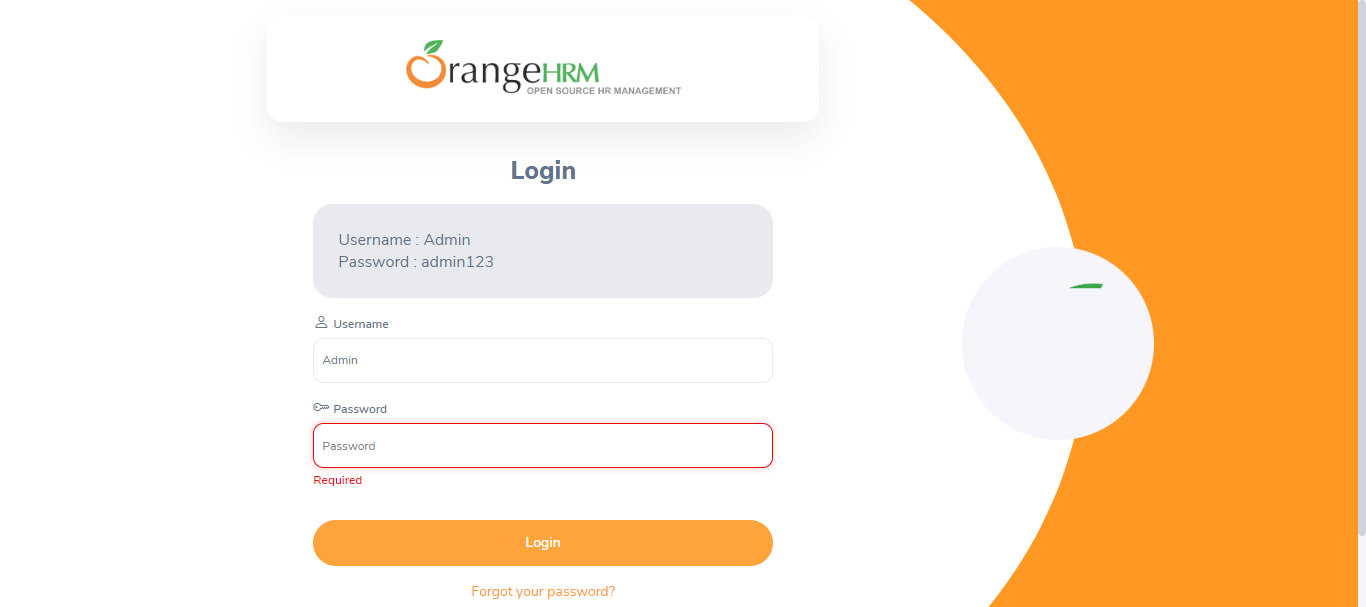 OrangeHRM
OPEN SOURCE HR MANAGEMENT
Login
Username : Admin
Password : admin123
Username
Admin
Password
Password
Required
Login
Forgot your password?